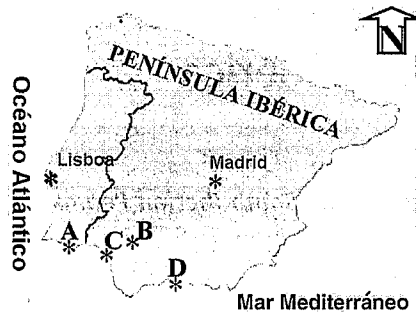 N
PENÍNSULA IBÉRICA
Océano Atlántico
Lisboa
Madrid
A
C
B
D
Mar Mediterráneo